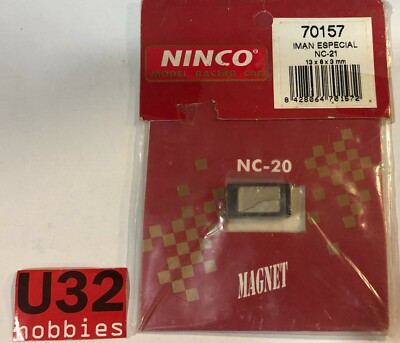 NINCO®
MODEL RACING CAR
70157
IMAN ESPECIAL
NC-21
13 x 8 x 3 mm
8 428064 701572
NC-20
MAGNET
U32
hobbies